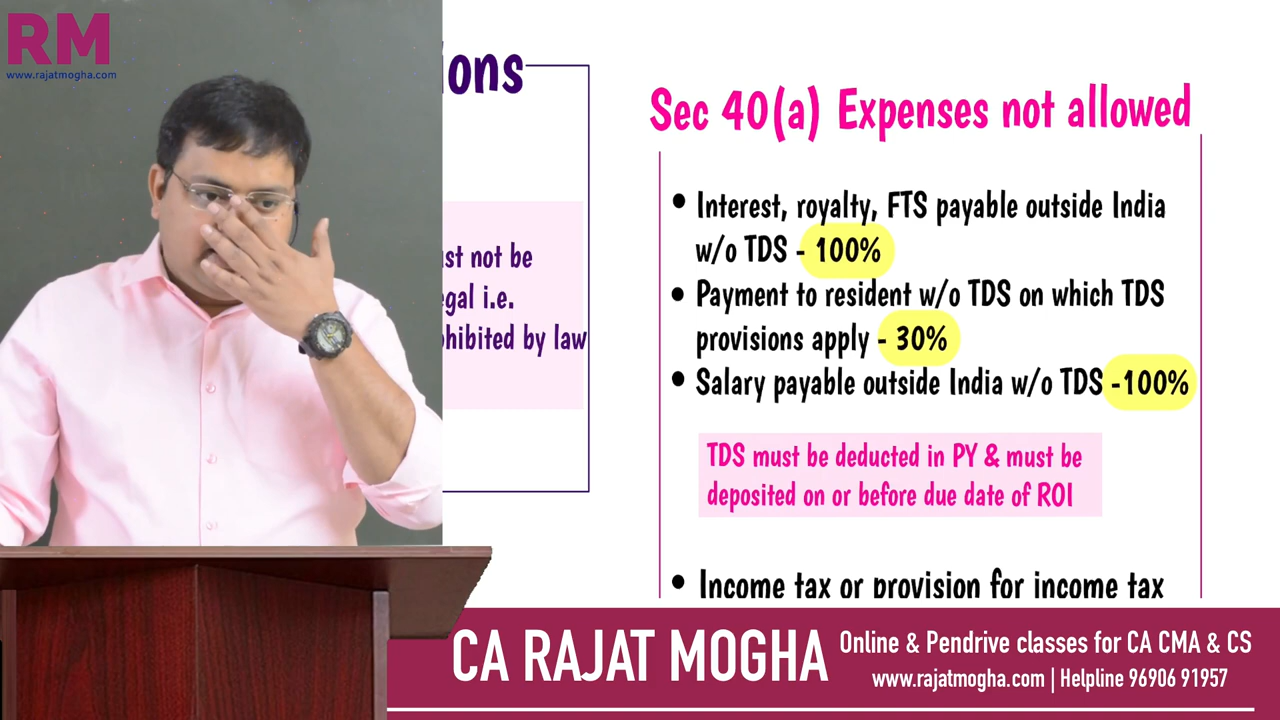 RM
www.rajatmogha.com
ions
ust not be
egal i.e.
ohibited by law
Sec 40(a) Expenses not allowed
• Interest, royalty, FTS payable outside India
w/o TDS - 100%
• Payment to resident w/o TDS on which TDS
provisions apply - 30%
• Salary payable outside India w/o TDS -100%
TDS must be deducted in PY & must be
deposited on or before due date of ROI
• Income tax or provision for income tax
CA RAJAT MOGHA
Online & Pendrive classes for CA CMA & CS
www.rajatmogha.com | Helpline 96906 91957